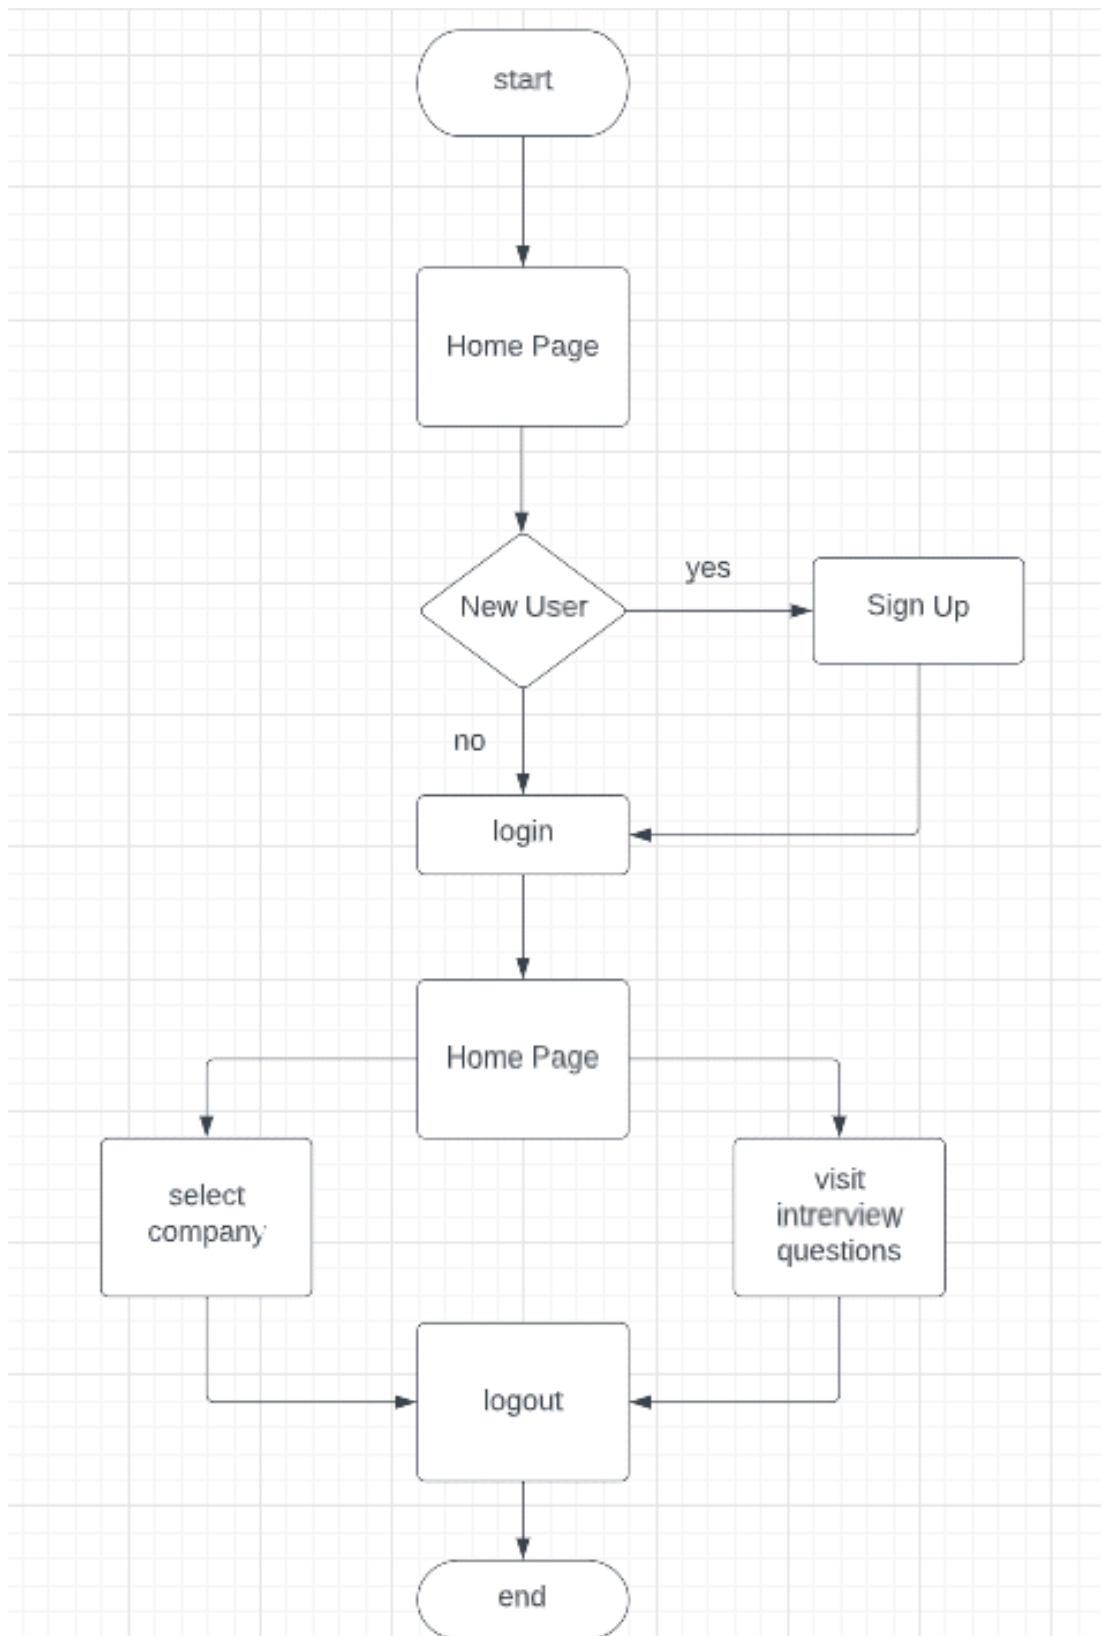 start
Home Page
New User
yes
Sign Up
no
login
Home Page
select
company
visit
intrerview
questions
logout
end